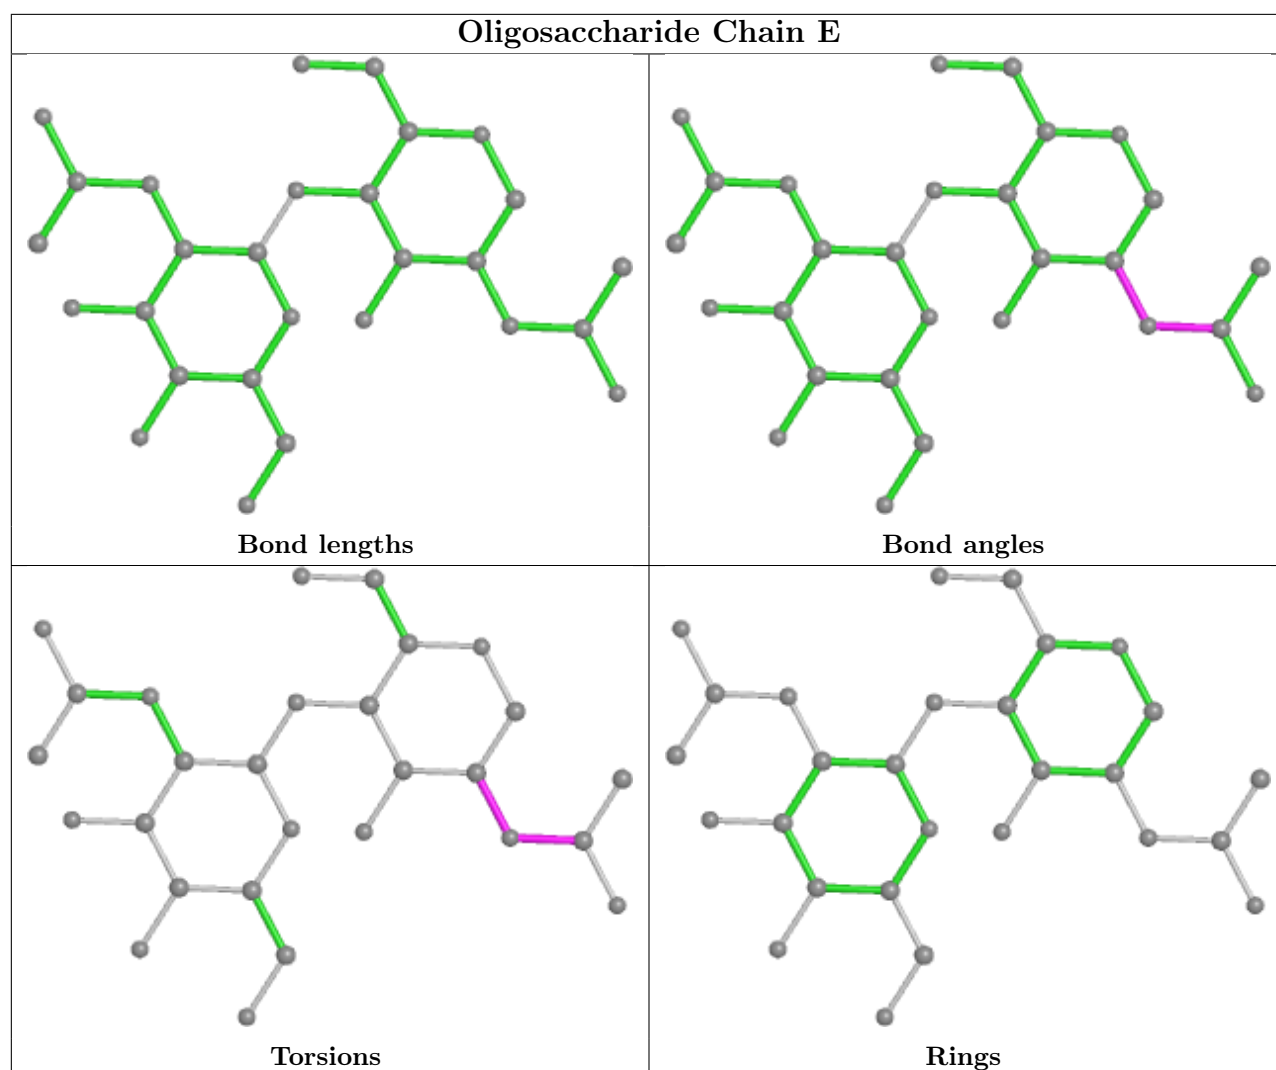 Oligosaccharide Chain E
Bond lengths
Bond angles
Torsions
Rings